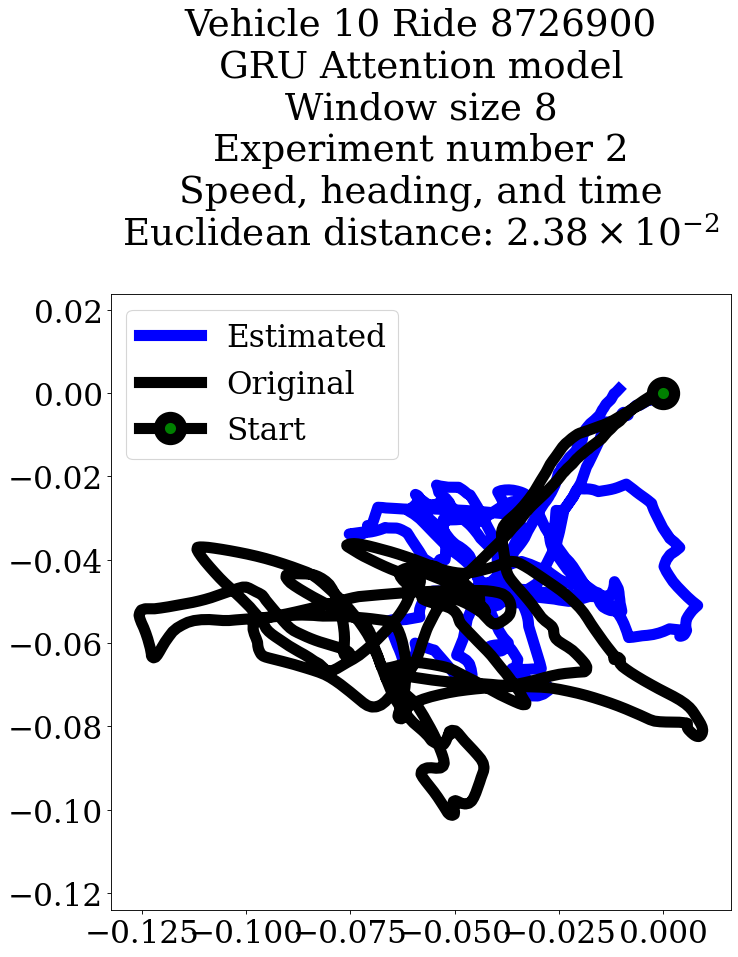 Vehicle 10 Ride 8726900
GRU Attention model
Window size 8
Experiment number 2
Speed, heading, and time
Euclidean distance: 2.38 × 10⁻²
0.02
Estimated
0.00
Original
Start
−0.02
−0.04
−0.06
−0.08
−0.10
−0.12
−0.125 −0.100 −0.075 −0.050 −0.025 0.000